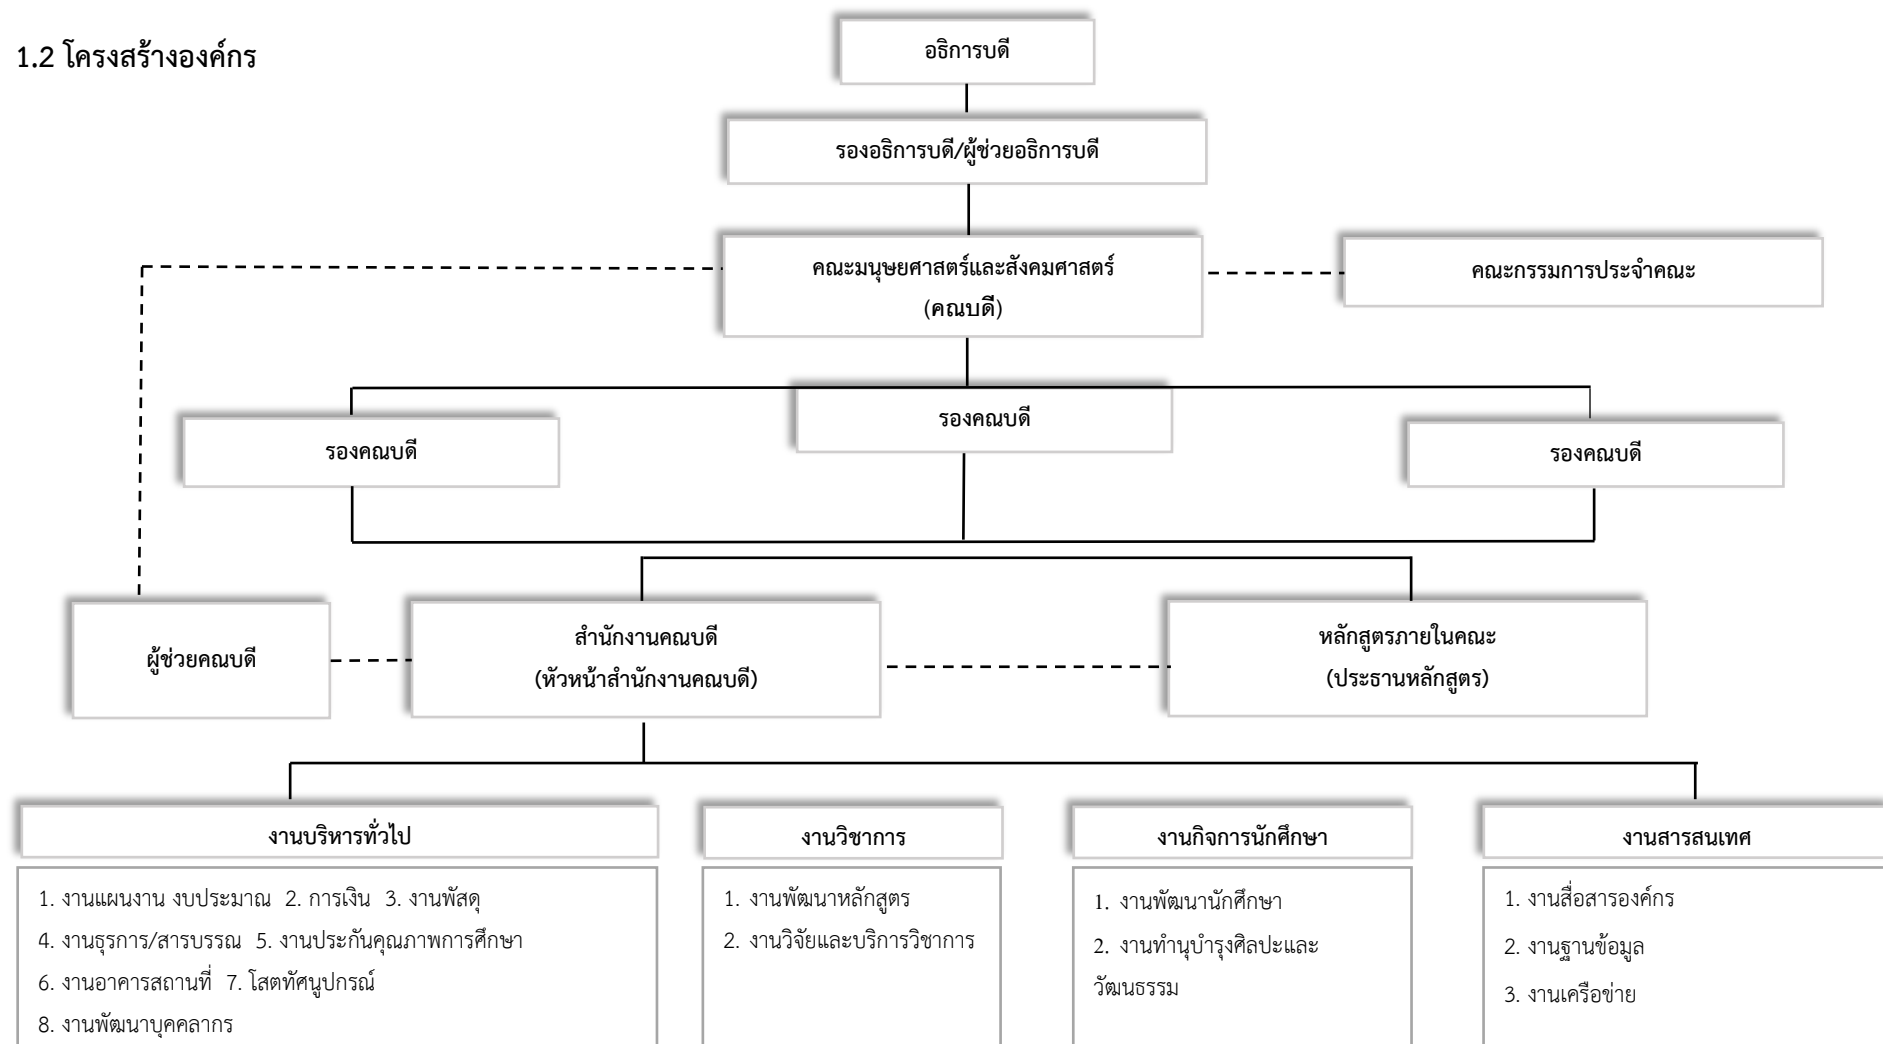 1.2 โครงสร้างองค์กร
อธิการบดี
รองอธิการบดี/ผู้ช่วยอธิการบดี
คณะมนุษยศาสตร์และสังคมศาสตร์
(คณบดี)
คณะกรรมการประจำคณะ
รองคณบดี
รองคณบดี
รองคณบดี
ผู้ช่วยคณบดี
สำนักงานคณบดี
(หัวหน้าสำนักงานคณบดี)
หลักสูตรภายในคณะ
(ประธานหลักสูตร)
งานบริหารทั่วไป
1. งานแผนงาน งบประมาณ 2. การเงิน 3. งานพัสดุ
4. งานธุรการ/สารบรรณ 5. งานประกันคุณภาพการศึกษา
6. งานอาคารสถานที่ 7. โสตทัศนูปกรณ์
8. งานพัฒนาบุคคลากร
งานวิชาการ
1. งานพัฒนาหลักสูตร
2. งานวิจัยและบริการวิชาการ
งานกิจการนักศึกษา
1. งานพัฒนานักศึกษา
2. งานทำนุบำรุงศิลปะและ
วัฒนธรรม
งานสารสนเทศ
1. งานสื่อสารองค์กร
2. งานฐานข้อมูล
3. งานเครือข่าย